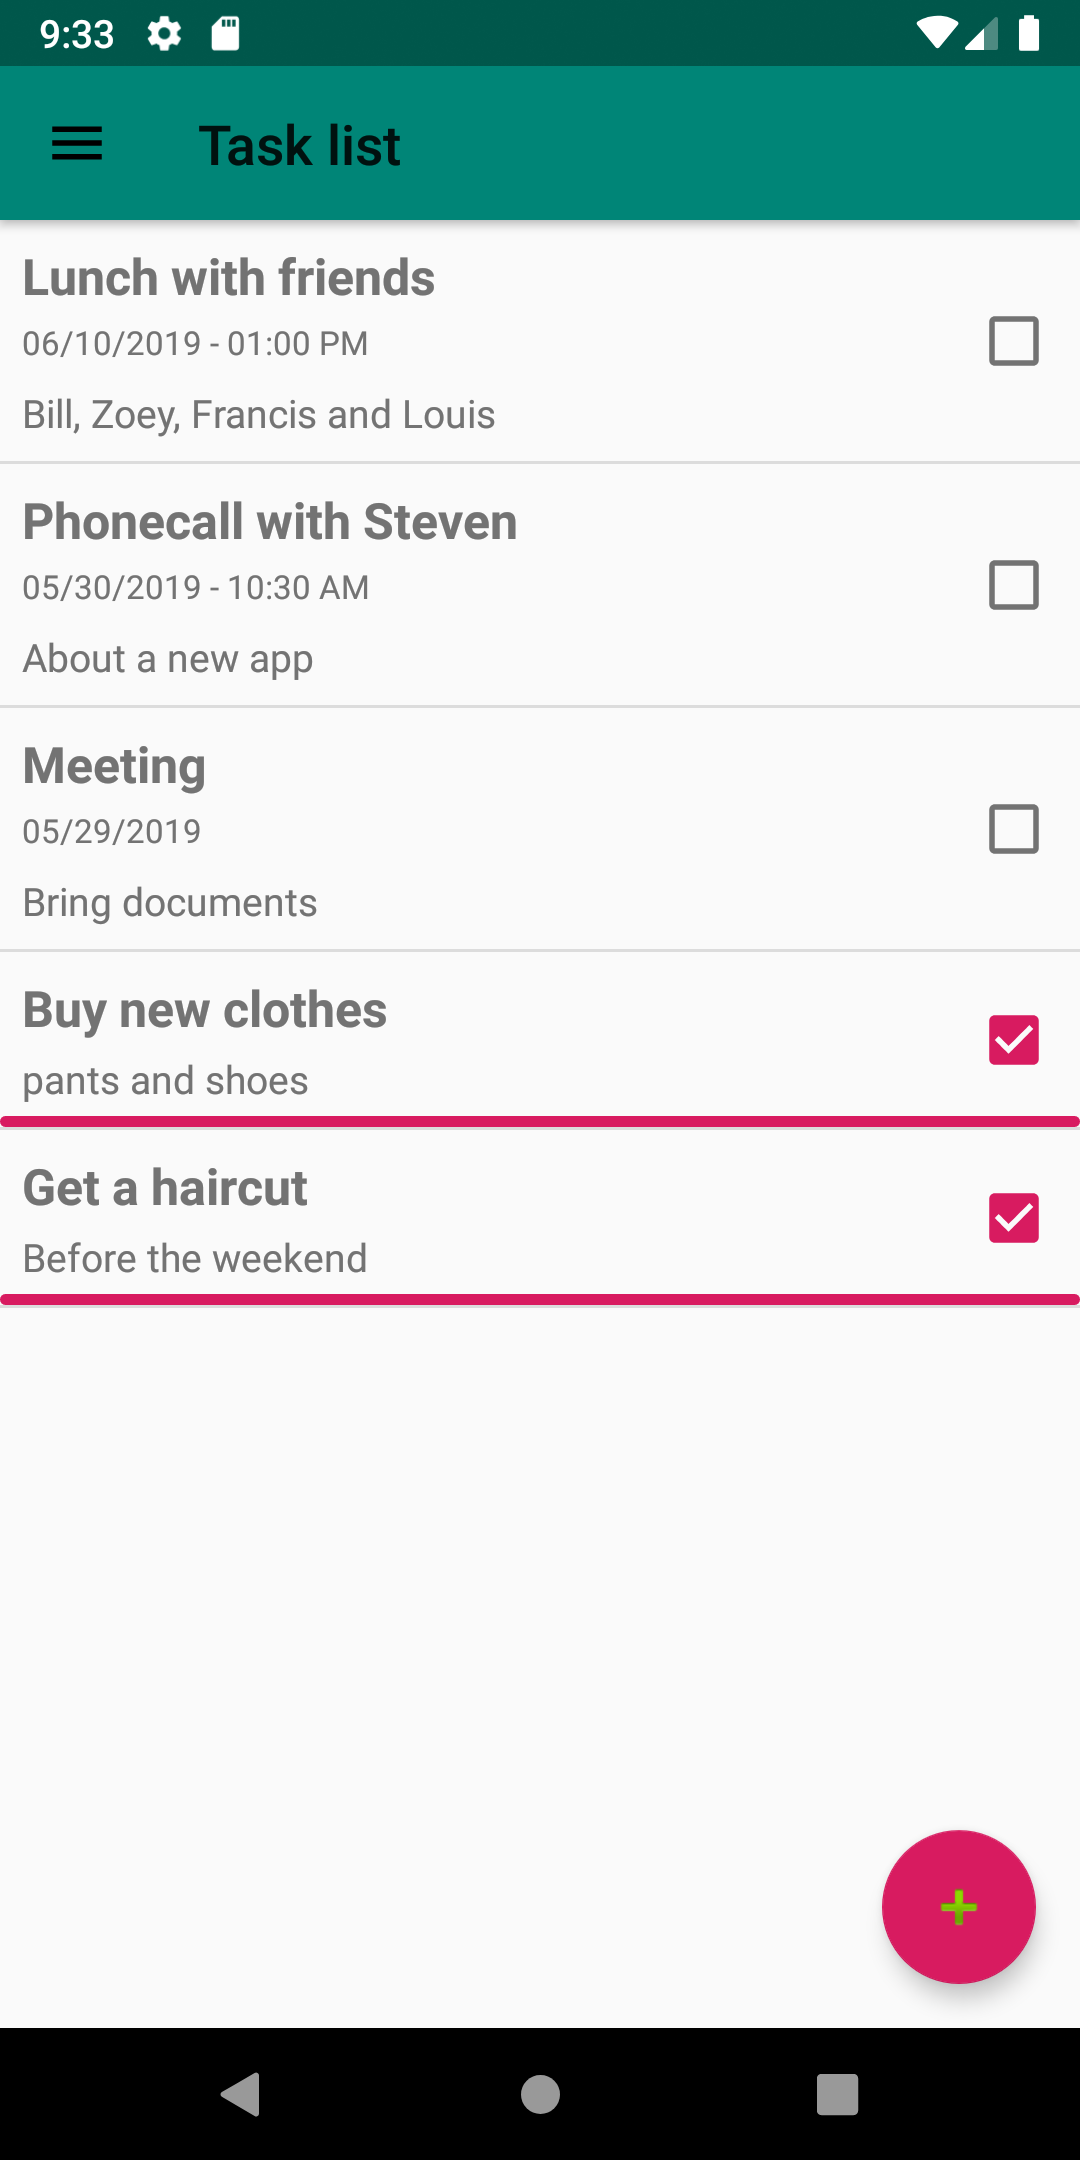 9:33
Task list
Lunch with friends
06/10/2019 - 01:00 PM
Bill, Zoey, Francis and Louis
Phonecall with Steven
05/30/2019 - 10:30 AM
About a new app
Meeting
05/29/2019
Bring documents
Buy new clothes
pants and shoes
Get a haircut
Before the weekend